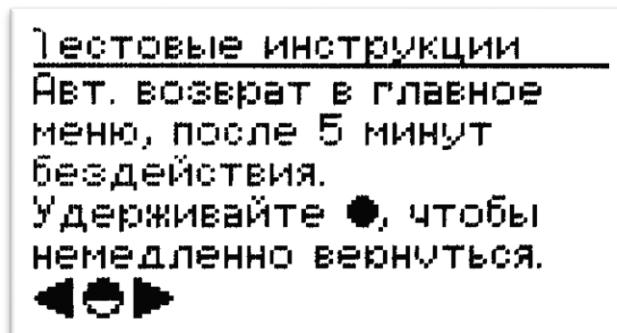 Тестовые инструкции
Авт. возврат в главное
меню, после 5 минут
бездействия.
Удерживайте ●, чтобы
немедленно вернуться.